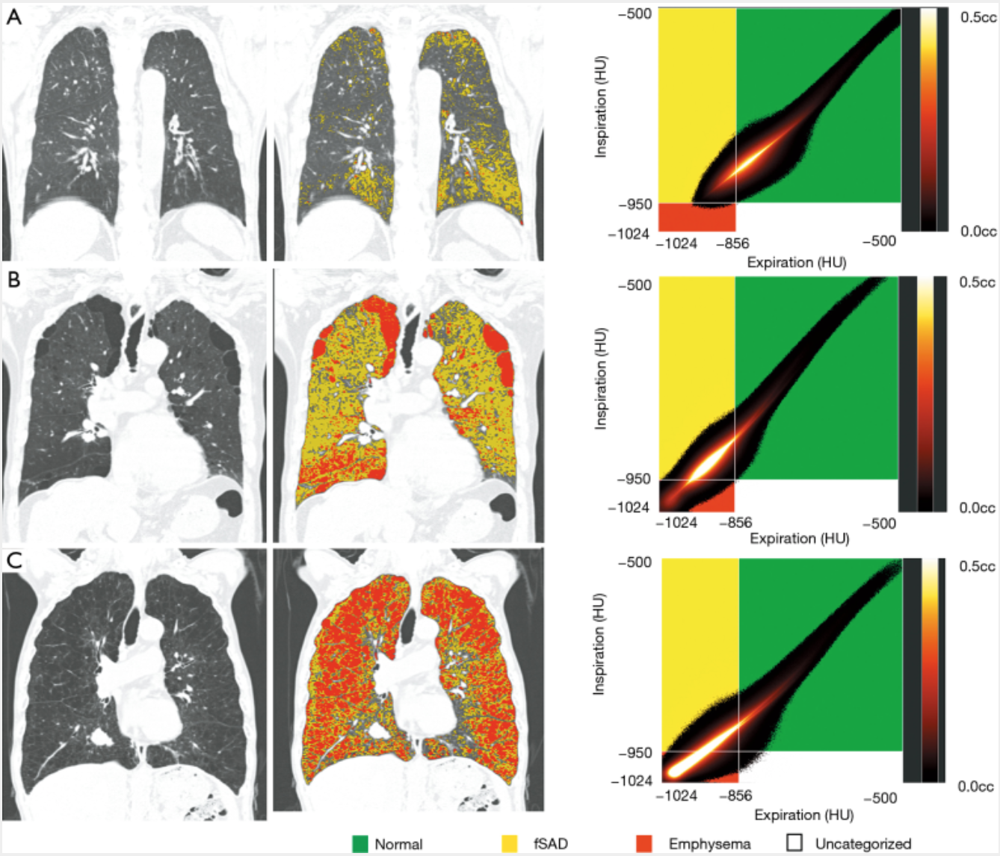 A
−500
Inspiration (HU)
−950
−1024
−1024
−856
−500
Expiration (HU)
0.5cc
0.0cc
B
−500
Inspiration (HU)
−950
−1024
−1024
−856
−500
Expiration (HU)
0.5cc
0.0cc
C
−500
Inspiration (HU)
−950
−1024
−1024
−856
−500
Expiration (HU)
0.5cc
0.0cc
Normal fSAD Emphysema Uncategorized